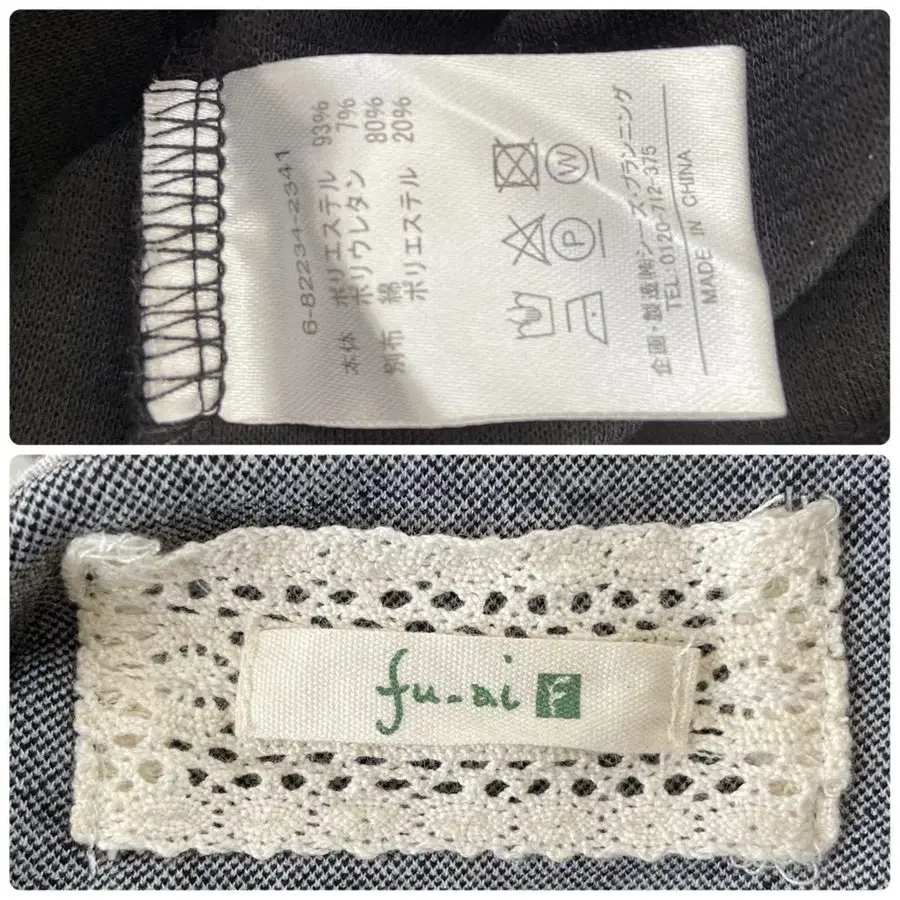 6-82234-2341
本体 ポリエステル 93%
ポリウレタン 7%
別布 綿 80%
ポリエステル 20%
W
P
企画・製造(株)シーズ・プランニング
TEL:0120-712-375
MADE IN CHINA
fu-ai F